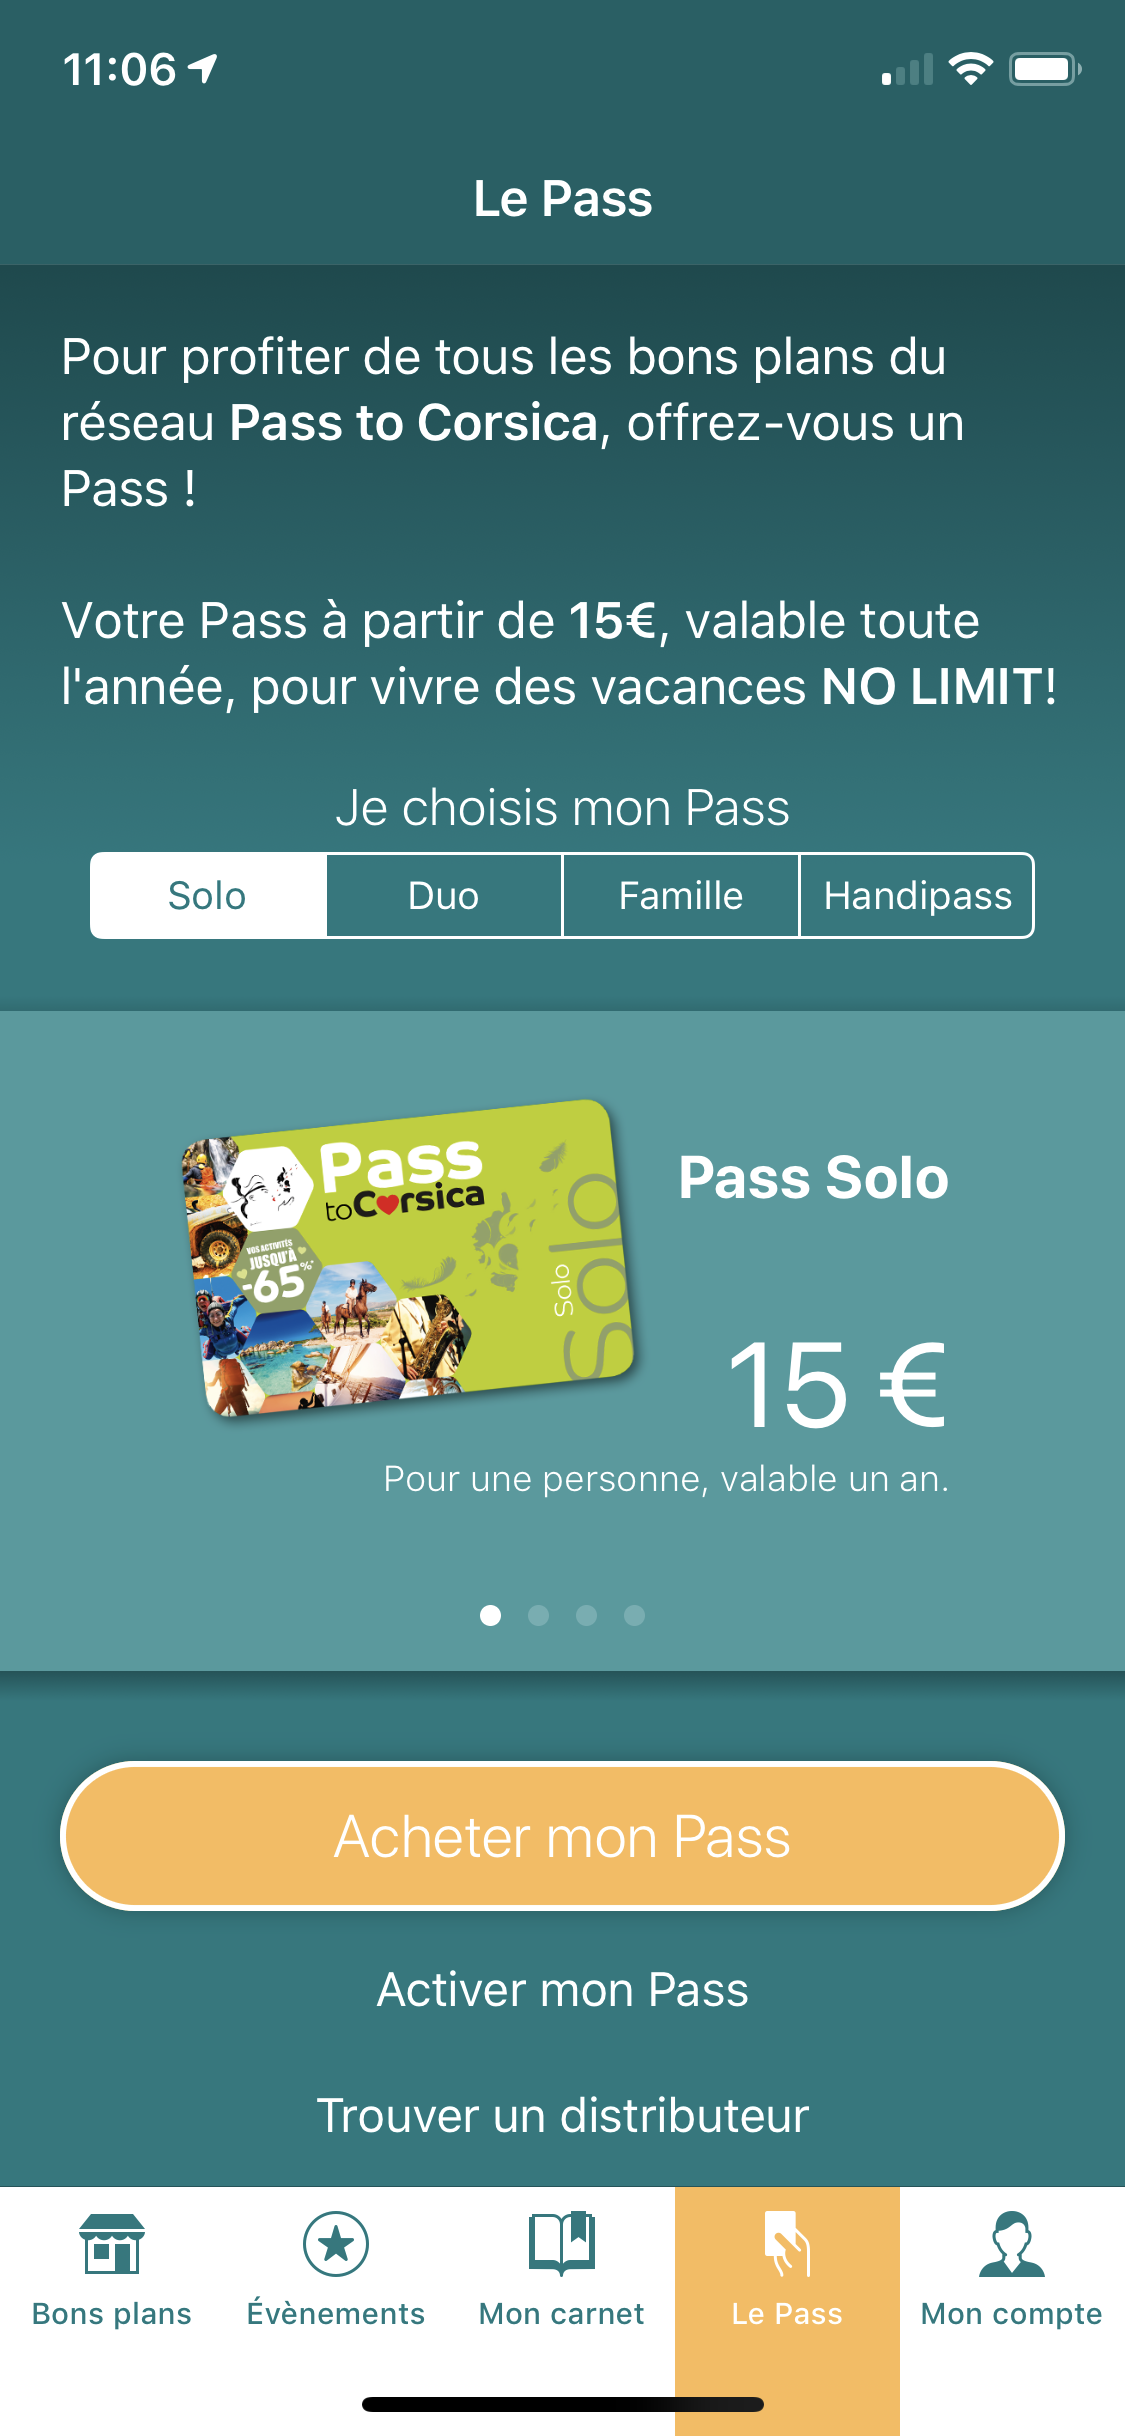 11:06
Le Pass
Pour profiter de tous les bons plans du
réseau Pass to Corsica, offrez-vous un
Pass !
Votre Pass à partir de 15€, valable toute
l'année, pour vivre des vacances NO LIMIT!
Je choisis mon Pass
Solo Duo Famille Handipass
Pass
to Corsica
VOS ACTIVITÉS
JUSQU'À
-65%*
Solo
Solo
Pass Solo
15 €
Pour une personne, valable un an.
Acheter mon Pass
Activer mon Pass
Trouver un distributeur
Bons plans Évènements Mon carnet Le Pass Mon compte